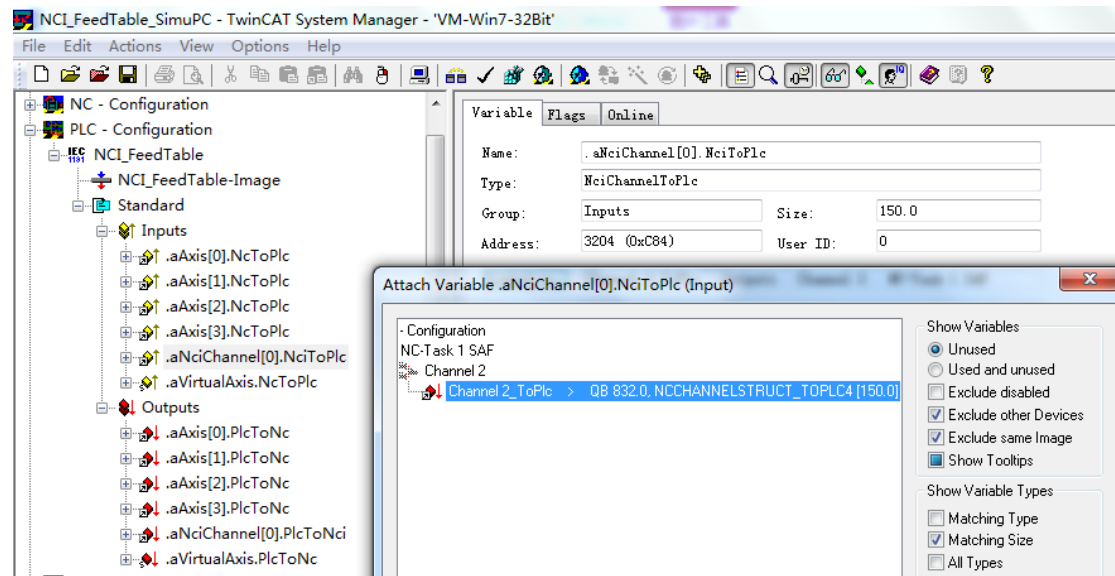 NCI_FeedTable_SimuPC - TwinCAT System Manager - 'VM-Win7-32Bit'
File Edit Actions View Options Help
NC - Configuration
PLC - Configuration
NCI_FeedTable
NCI_FeedTable-Image
Standard
Inputs
.aAxis[0].NcToPlc
.aAxis[1].NcToPlc
.aAxis[2].NcToPlc
.aAxis[3].NcToPlc
.aNciChannel[0].NciToPlc
.aVirtualAxis.NcToPlc
Outputs
.aAxis[0].PlcToNc
.aAxis[1].PlcToNc
.aAxis[2].PlcToNc
.aAxis[3].PlcToNc
.aNciChannel[0].PlcToNci
.aVirtualAxis.PlcToNc
Variable Flags Online
Name: .aNciChannel[0].NciToPlc
Type: NciChannelToPlc
Group: Inputs Size: 150.0
Address: 3204 (0xC84) User ID: 0
Attach Variable .aNciChannel[0].NciToPlc (Input)
- Configuration
NC-Task 1 SAF
Channel 2
Channel 2_ToPlc > QB 832.0, NCCHANNELSTRUCT_TOPLC4 [150.0]
Show Variables
Unused
Used and unused
Exclude disabled
Exclude other Devices
Exclude same Image
Show Tooltips
Show Variable Types
Matching Type
Matching Size
All Types